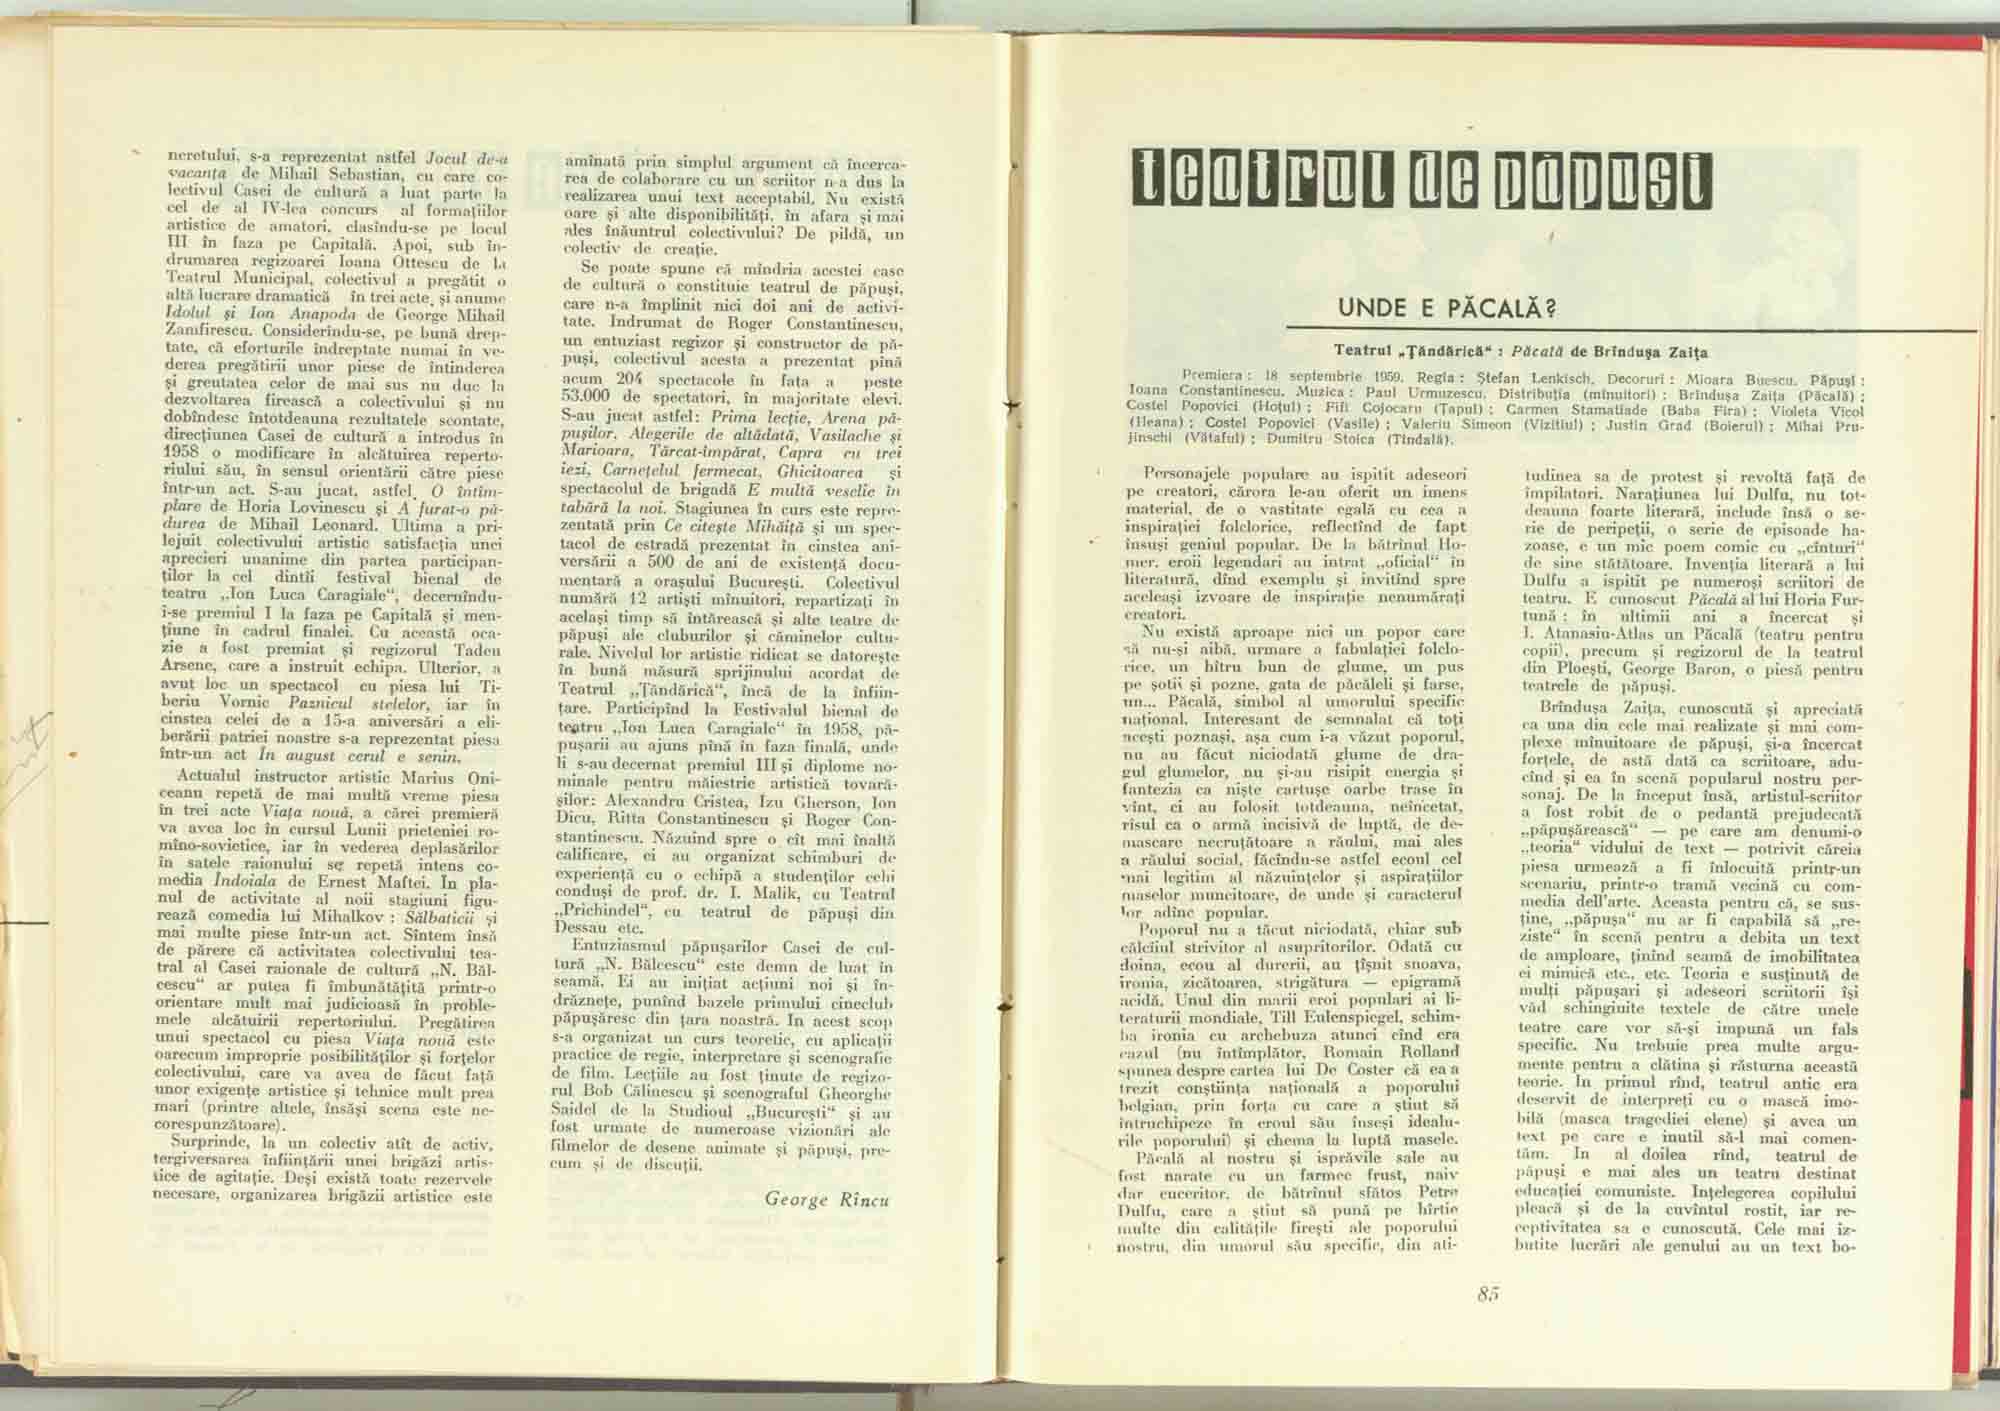 neretului, s-a reprezentat astfel Jocul de-a
vacanța de Mihail Sebastian, cu care co-
lectivul Casei de cultură a luat parte la
cel de al IV-lea concurs al formațiilor
artistice de amatori, clasîndu-se pe locul
III în faza pe Capitală. Apoi, sub în-
drumarea regizoarei Ioana Ottescu de la
Teatrul Municipal, colectivul a pregătit o
altă lucrare dramatică în trei acte, și anume
Idolul și Ion Anapoda de George Mihail
Zamfirescu. Considerîndu-se, pe bună drep-
tate, că eforturile îndreptate numai în ve-
derea pregătirii unor piese de întinderea
și greutatea celor de mai sus nu duc la
dezvoltarea firească a colectivului și nu
dobîndesc întotdeauna rezultatele scontate,
direcțiunea Casei de cultură a introdus în
1958 o modificare în alcătuirea reperto-
riului său, în sensul orientării către piese
într-un act. S-au jucat, astfel, O întîm-
plare de Horia Lovinescu și A furat-o pă-
durea de Mihail Leonard. Ultima a pri-
lejuit colectivului artistic satisfacția unei
aprecieri unanime din partea participan-
ților la cel dintîi festival bienal de
teatru „Ion Luca Caragiale“, decernîndu-
i-se premiul I la faza pe Capitală și men-
țiune în cadrul finalei. Cu această oca-
zie a fost premiat și regizorul Tadeu
Arsene, care a instruit echipa. Ulterior, a
avut loc un spectacol cu piesa lui Ti-
beriu Vornic Paznicul stelelor, iar în
cinstea celei de a 15-a aniversări a eli-
berării patriei noastre s-a reprezentat piesa
într-un act În august cerul e senin.
Actualul instructor artistic Marius Oni-
ceanu repetă de mai multă vreme piesa
în trei acte Viața nouă, a cărei premieră
va avea loc în cursul Lunii prieteniei ro-
mîno-sovietice, iar în vederea deplasărilor
în satele raionului se repetă intens co-
media Îndoiala de Ernest Maftei. În pla-
nul de activitate al noii stagiuni figu-
rează comedia lui Mihalkov : Sălbaticii și
mai multe piese într-un act. Sîntem însă
de părere că activitatea colectivului tea-
tral al Casei raionale de cultură „N. Băl-
cescu“ ar putea fi îmbunătățită printr-o
orientare mult mai judicioasă în proble-
mele alcătuirii repertoriului. Pregătirea
unui spectacol cu piesa Viața nouă este
oarecum improprie posibilităților și forțelor
colectivului, care va avea de făcut față
unor exigențe artistice și tehnice mult prea
mari (printre altele, însăși scena este ne-
corespunzătoare).
Surprinde, la un colectiv atît de activ,
tergiversarea înființării unei brigăzi artis-
tice de agitație. Deși există toate rezervele
necesare, organizarea brigăzii artistice este
amînată prin simplul argument că încerca-
rea de colaborare cu un scriitor n-a dus la
realizarea unui text acceptabil. Nu există
oare și alte disponibilități, în afara și mai
ales înăuntrul colectivului? De pildă, un
colectiv de creație.
Se poate spune că mîndria acestei case
de cultură o constituie teatrul de păpuși,
care n-a împlinit nici doi ani de activi-
tate. Îndrumat de Roger Constantinescu,
un entuziast regizor și constructor de pă-
puși, colectivul acesta a prezentat pînă
acum 204 spectacole în fața a peste
53.000 de spectatori, în majoritate elevi.
S-au jucat astfel: Prima lecție, Arena pă-
pușilor, Alegerile de altădată, Vasilache și
Marioara, Tărcat-împărat, Capra cu trei
iezi, Carnețelul fermecat, Ghicitoarea și
spectacolul de brigadă E multă veselie în
tabără la noi. Stagiunea în curs este repre-
zentată prin Ce citește Mihăiță și un spec-
tacol de estradă prezentat în cinstea ani-
versării a 500 de ani de existență docu-
mentară a orașului București. Colectivul
numără 12 artiști mînuitori, repartizați în
același timp să întărească și alte teatre de
păpuși ale cluburilor și căminelor cultu-
rale. Nivelul lor artistic ridicat se datorește
în bună măsură sprijinului acordat de
Teatrul „Țăndărică“, încă de la înfiin-
țare. Participînd la Festivalul bienal de
teatru „Ion Luca Caragiale“ în 1958, pă-
pușarii au ajuns pînă în faza finală, unde
li s-au decernat premiul III și diplome no-
minale pentru măiestrie artistică tovară-
șilor: Alexandru Cristea, Izu Gherson, Ion
Dicu, Ritta Constantinescu și Roger Con-
stantinescu. Năzuind spre o cît mai înaltă
calificare, ei au organizat schimburi de
experiență cu o echipă a studenților cehi
conduși de prof. dr. I. Malik, cu Teatrul
„Prichindel“, cu teatrul de păpuși din
Dessau etc.
Entuziasmul păpușarilor Casei de cul-
tură „N. Bălcescu“ este demn de luat în
seamă. Ei au inițiat acțiuni noi și în-
drăznețe, punînd bazele primului cineclub
păpușăresc din țara noastră. În acest scop
s-a organizat un curs teoretic, cu aplicații
practice de regie, interpretare și scenografie
de film. Lecțiile au fost ținute de regizo-
rul Bob Călinescu și scenograful Gheorghe
Saidel de la Studioul „București“ și au
fost urmate de numeroase vizionări ale
filmelor de desene animate și păpuși, pre-
cum și de discuții.
George Rîncu
teatrul de păpuși
UNDE E PĂCALĂ?
Teatrul „Țăndărică“ : Păcală de Brîndușa Zaița
Premiera : 18 septembrie 1959. Regia : Ștefan Lenkisch. Decoruri : Mioara Buescu. Păpuși :
Ioana Constantinescu. Muzica : Paul Urmuzescu. Distribuția (mînuitori) : Brîndușa Zaița (Păcală) ;
Costel Popovici (Hoțul) ; Fifi Cojocaru (Țapul) ; Carmen Stamatiade (Baba Fira) ; Violeta Vicol
(Ileana) ; Costel Popovici (Vasile) ; Valeriu Simeon (Vizitiul) ; Justin Grad (Boierul) ; Mihai Pru-
jinschi (Vătaful) ; Dumitru Stoica (Tîndală).
Personajele populare au ispitit adeseori
pe creatori, cărora le-au oferit un imens
material, de o vastitate egală cu cea a
inspirației folclorice, reflectînd de fapt
însuși geniul popular. De la bătrînul Ho-
mer, eroii legendari au intrat „oficial“ în
literatură, dînd exemplu și invitînd spre
aceleași izvoare de inspirație nenumărați
creatori.
Nu există aproape nici un popor care
să nu-și aibă, urmare a fabulației folclo-
rice, un hîtru bun de glume, un pus
pe șotii și pozne, gata de păcăleli și farse,
un... Păcală, simbol al umorului specific
național. Interesant de semnalat că toți
acești poznași, așa cum i-a văzut poporul,
nu au făcut niciodată glume de dra-
gul glumelor, nu și-au risipit energia și
fantezia ca niște cartușe oarbe trase în
vînt, ci au folosit totdeauna, neîncetat,
rîsul ca o armă incisivă de luptă, de de-
mascare necruțătoare a răului, mai ales
a răului social, făcîndu-se astfel ecoul cel
mai legitim al năzuințelor și aspirațiilor
maselor muncitoare, de unde și caracterul
lor adînc popular.
Poporul nu a tăcut niciodată, chiar sub
călcîiul strivitor al asupritorilor. Odată cu
doina, ecou al durerii, au țîșnit snoava,
ironia, zicătoarea, strigătura — epigramă
acidă. Unul din marii eroi populari ai li-
teraturii mondiale, Till Eulenspiegel, schim-
ba ironia cu archebuza atunci cînd era
cazul (nu întîmplător, Romain Rolland
spunea despre cartea lui De Coster că ea a
trezit conștiința națională a poporului
belgian, prin forța cu care a știut să
întruchipeze în eroul său înseși idealu-
rile poporului) și chema la luptă masele.
Păcală al nostru și isprăvile sale au
fost narate cu un farmec frust, naiv
dar cuceritor, de bătrînul sfătos Petre
Dulfu, care a știut să pună pe hîrtie
multe din calitățile firești ale poporului
nostru, din umorul său specific, din ati-
tudinea sa de protest și revoltă față de
împilatori. Narațiunea lui Dulfu, nu tot-
deauna foarte literară, include însă o se-
rie de peripeții, o serie de episoade ha-
zoase, e un mic poem comic cu „cînturi“
de sine stătătoare. Invenția literară a lui
Dulfu a ispitit pe numeroși scriitori de
teatru. E cunoscut Păcală al lui Horia Fur-
tună : în ultimii ani a încercat și
I. Atanasiu-Atlas un Păcală (teatru pentru
copii), precum și regizorul de la teatrul
din Ploești, George Baron, o piesă pentru
teatrele de păpuși.
Brîndușa Zaița, cunoscută și apreciată
ca una din cele mai realizate și mai com-
plexe mînuitoare de păpuși, și-a încercat
forțele, de astă dată ca scriitoare, adu-
cînd și ea în scenă popularul nostru per-
sonaj. De la început însă, artistul-scriitor
a fost robit de o pedantă prejudecată
„păpușărească“ — pe care am denumi-o
„teoria“ vidului de text — potrivit căreia
piesa urmează a fi înlocuită printr-un
scenariu, printr-o tramă vecină cu com-
media dell'arte. Aceasta pentru că, se sus-
ține, „păpușa“ nu ar fi capabilă să „re-
ziste“ în scenă pentru a debita un text
de amploare, ținînd seamă de imobilitatea
ei mimică etc., etc. Teoria e susținută de
mulți păpușari și adeseori scriitorii își
văd schinginite textele de către unele
teatre care vor să-și impună un fals
specific. Nu trebuie prea multe argu-
mente pentru a clătina și răsturna această
teorie. În primul rînd, teatrul antic era
deservit de interpreți cu o mască imo-
bilă (masca tragediei elene) și avea un
text pe care e inutil să-l mai comen-
tăm. În al doilea rînd, teatrul de
păpuși e mai ales un teatru destinat
educației comuniste. Înțelegerea copilului
pleacă și de la cuvîntul rostit, iar re-
ceptivitatea sa e cunoscută. Cele mai iz-
butite lucrări ale genului au un text bo-
85